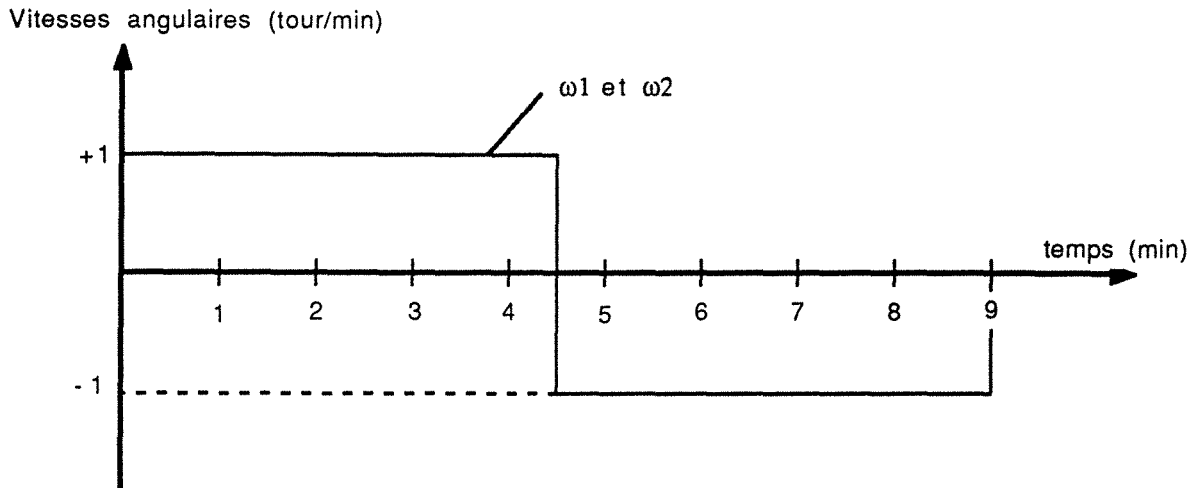 Vitesses angulaires (tour/min)
ω1 et ω2
+1
temps (min)
1 2 3 4 5 6 7 8 9
- 1